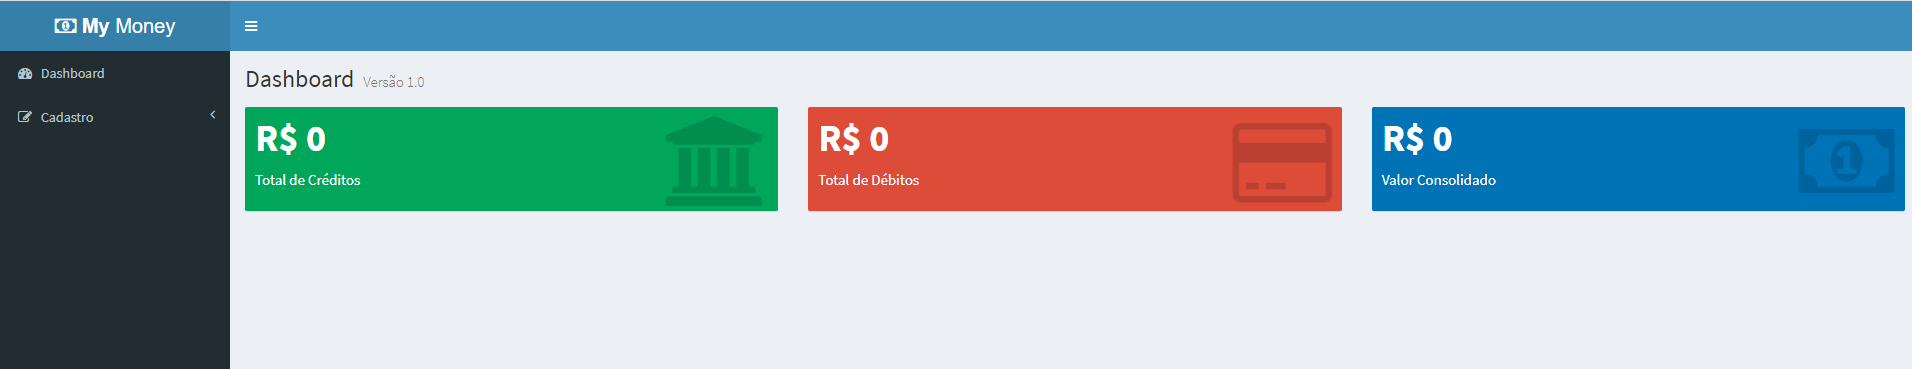 My Money
Dashboard
Cadastro
Dashboard Versão 1.0
R$ 0
Total de Créditos
R$ 0
Total de Débitos
R$ 0
Valor Consolidado
1